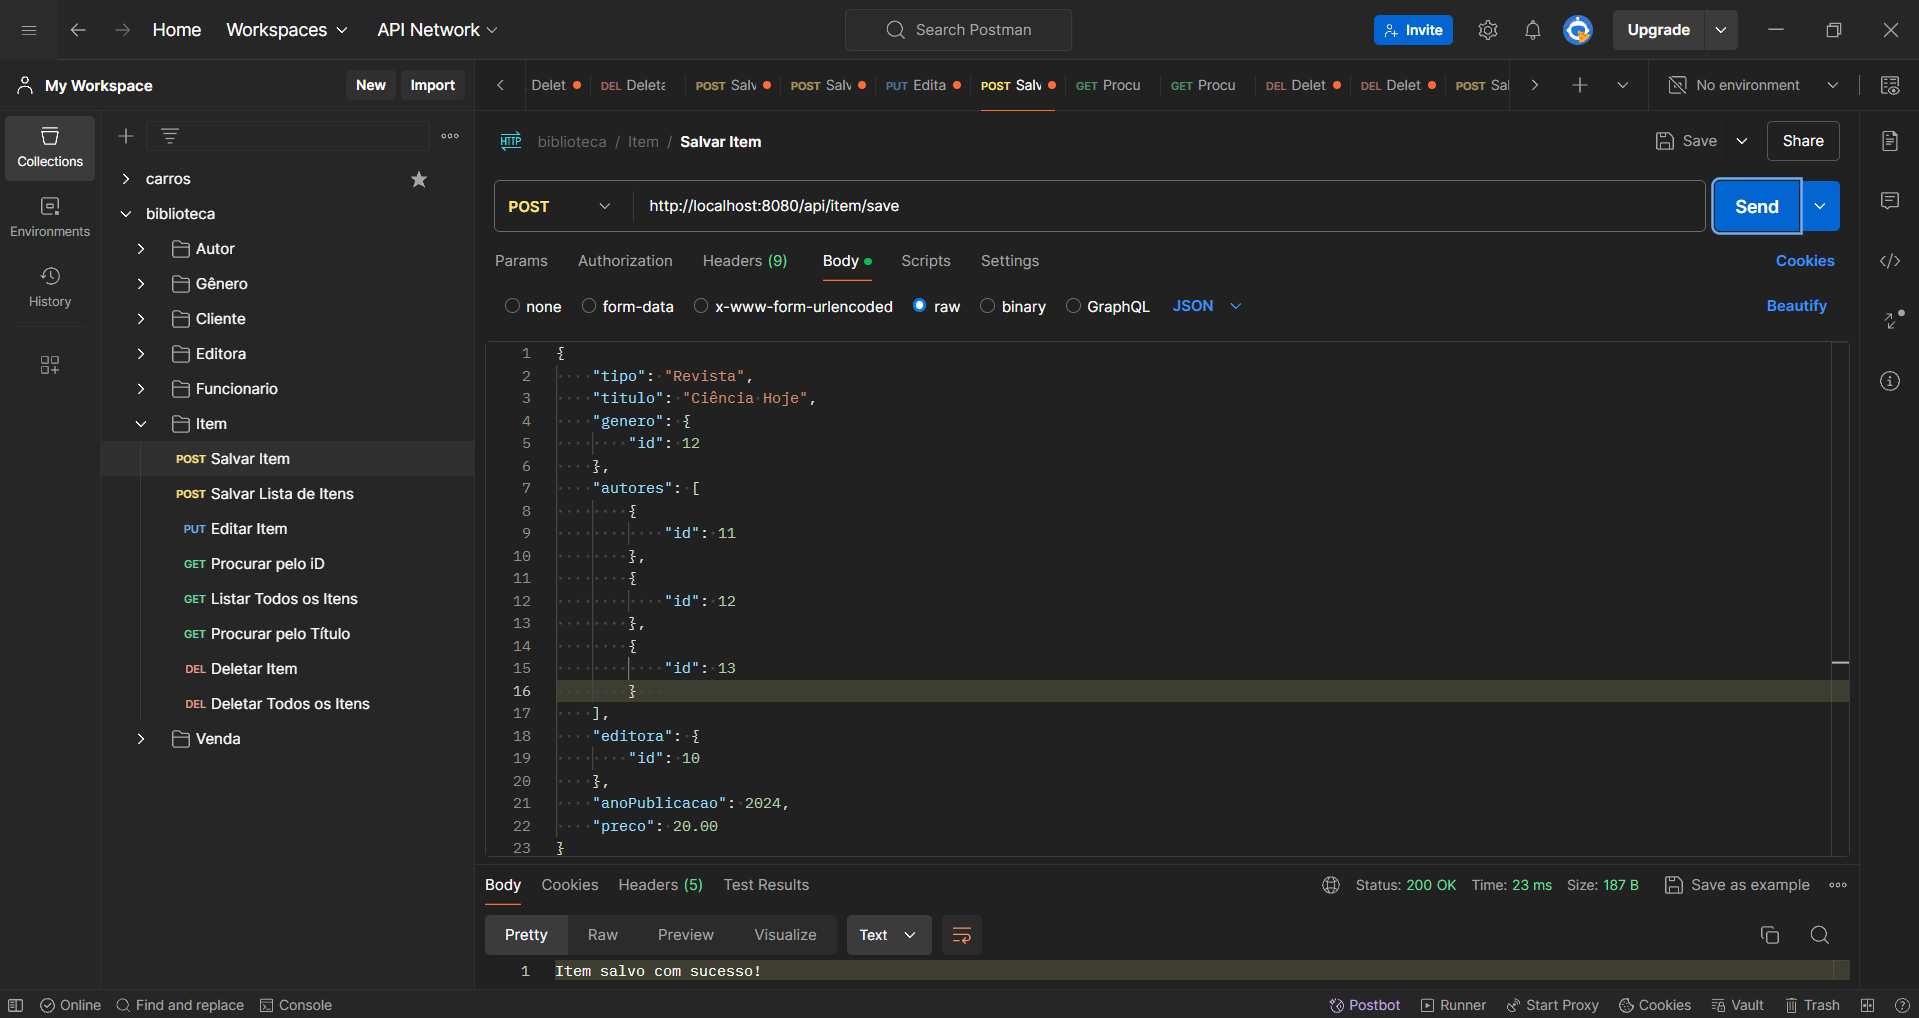 Home Workspaces API Network Search Postman Invite Upgrade
My Workspace New Import
Delet DEL Delet POST Salv POST Salv PUT Edita POST Salv GET Procu GET Procu DEL Delet DEL Delet POST Sal No environment
Collections
Environments
History
carros
biblioteca
Autor
Gênero
Cliente
Editora
Funcionario
Item
POST Salvar Item
POST Salvar Lista de Itens
PUT Editar Item
GET Procurar pelo iD
GET Listar Todos os Itens
GET Procurar pelo Título
DEL Deletar Item
DEL Deletar Todos os Itens
Venda
HTTP biblioteca / Item / Salvar Item Save Share
POST http://localhost:8080/api/item/save Send
Params Authorization Headers (9) Body Scripts Settings Cookies
none form-data x-www-form-urlencoded raw binary GraphQL JSON Beautify
1 {
2 "tipo": "Revista",
3 "titulo": "Ciência Hoje",
4 "genero": {
5 "id": 12
6 },
7 "autores": [
8 {
9 "id": 11
10 },
11 {
12 "id": 12
13 },
14 {
15 "id": 13
16 }
17 ],
18 "editora": {
19 "id": 10
20 },
21 "anoPublicacao": 2024,
22 "preco": 20.00
23 }
Body Cookies Headers (5) Test Results Status: 200 OK Time: 23 ms Size: 187 B Save as example
Pretty Raw Preview Visualize Text
1 Item salvo com sucesso!
Online Find and replace Console Postbot Runner Start Proxy Cookies Vault Trash